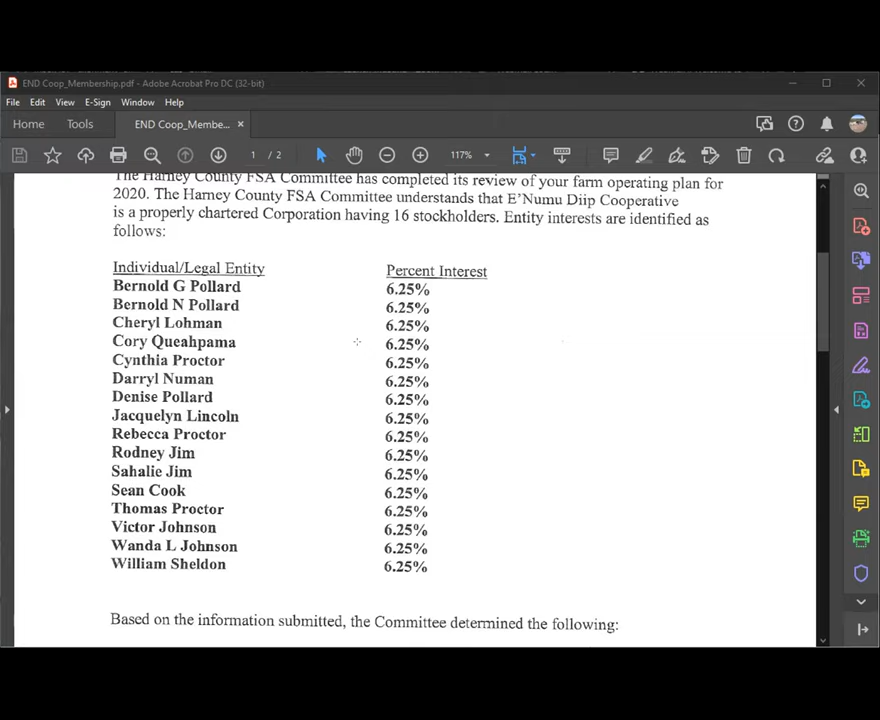 END Coop_Membership.pdf - Adobe Acrobat Pro DC (32-bit)
File Edit View E-Sign Window Help
Home Tools END Coop_Membe... ×
1 / 2 117%
The Harney County FSA Committee has completed its review of your farm operating plan for
2020. The Harney County FSA Committee understands that E'Numu Diip Cooperative
is a properly chartered Corporation having 16 stockholders. Entity interests are identified as
follows:
Individual/Legal Entity Percent Interest
Bernold G Pollard 6.25%
Bernold N Pollard 6.25%
Cheryl Lohman 6.25%
Cory Queahpama 6.25%
Cynthia Proctor 6.25%
Darryl Numan 6.25%
Denise Pollard 6.25%
Jacquelyn Lincoln 6.25%
Rebecca Proctor 6.25%
Rodney Jim 6.25%
Sahalie Jim 6.25%
Sean Cook 6.25%
Thomas Proctor 6.25%
Victor Johnson 6.25%
Wanda L Johnson 6.25%
William Sheldon 6.25%
Based on the information submitted, the Committee determined the following: